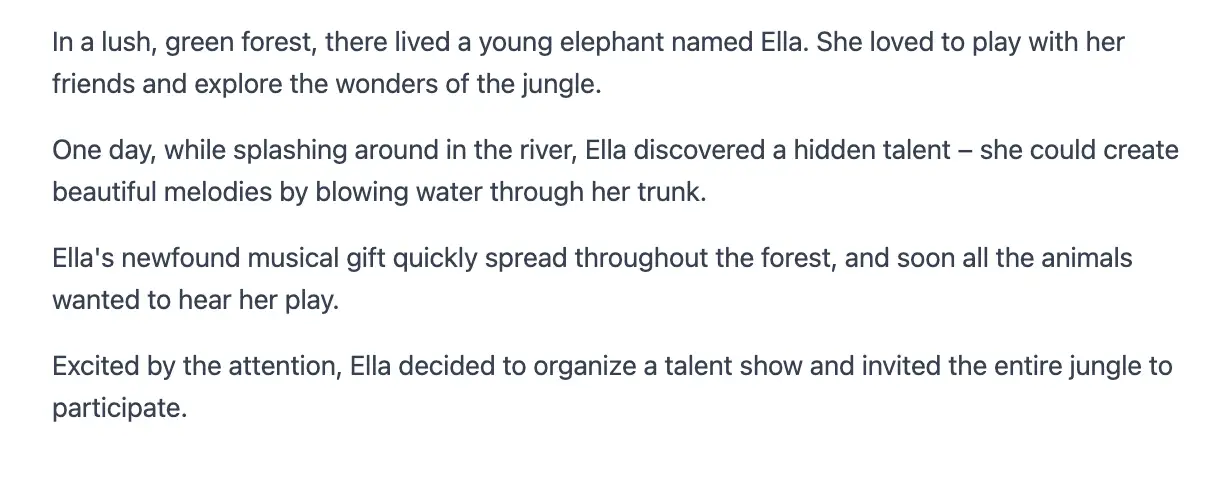 In a lush, green forest, there lived a young elephant named Ella. She loved to play with her
friends and explore the wonders of the jungle.
One day, while splashing around in the river, Ella discovered a hidden talent – she could create
beautiful melodies by blowing water through her trunk.
Ella's newfound musical gift quickly spread throughout the forest, and soon all the animals
wanted to hear her play.
Excited by the attention, Ella decided to organize a talent show and invited the entire jungle to
participate.